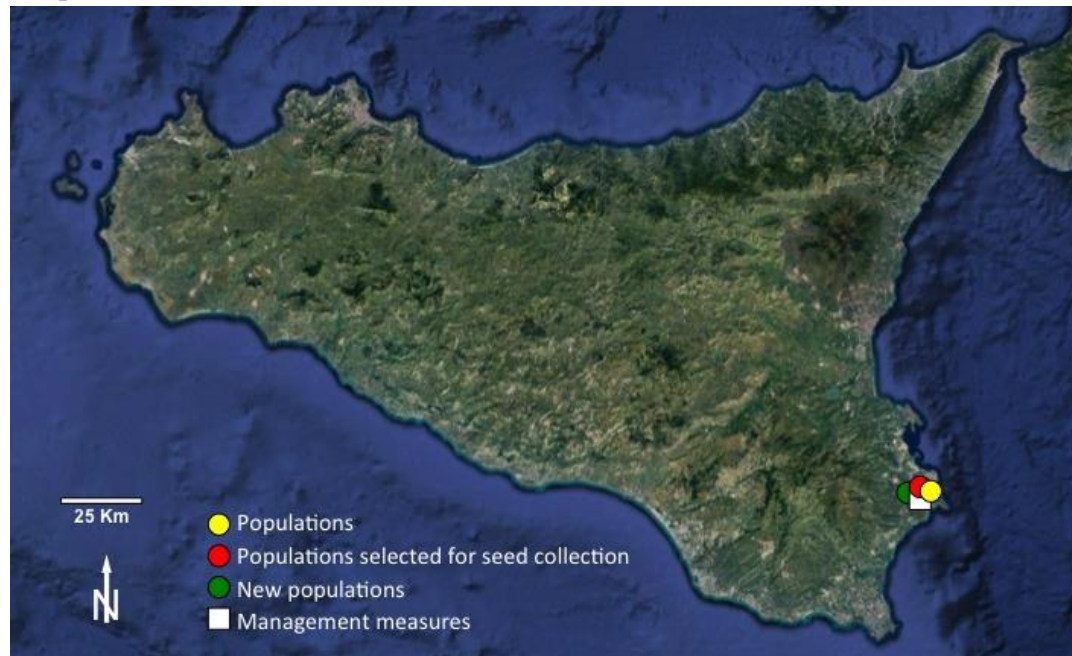 25 Km
N
Populations
Populations selected for seed collection
New populations
Management measures